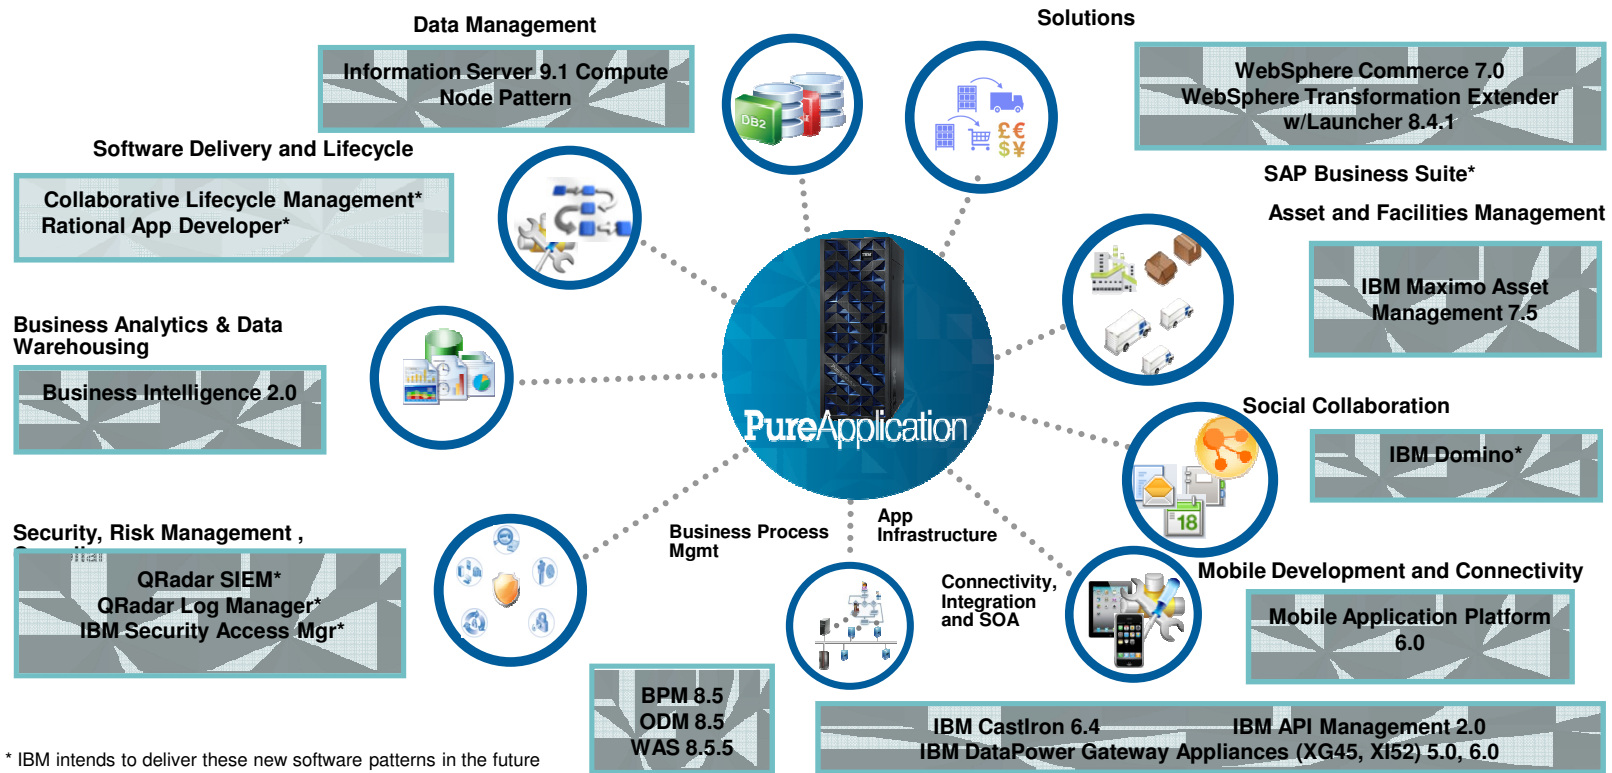 Data Management
Information Server 9.1 Compute
Node Pattern
DB2
Solutions
£€
$¥
WebSphere Commerce 7.0
WebSphere Transformation Extender
w/Launcher 8.4.1
Software Delivery and Lifecycle
Collaborative Lifecycle Management*
Rational App Developer*
SAP Business Suite*
Asset and Facilities Management
IBM Maximo Asset
Management 7.5
Business Analytics & Data
Warehousing
Business Intelligence 2.0
IBM
PureApplication
Social Collaboration
IBM Domino*
18
Security, Risk Management ,
QRadar SIEM*
QRadar Log Manager*
IBM Security Access Mgr*
Business Process
Mgmt
App
Infrastructure
Connectivity,
Integration
and SOA
Mobile Development and Connectivity
Mobile Application Platform
6.0
BPM 8.5
ODM 8.5
WAS 8.5.5
IBM CastIron 6.4 IBM API Management 2.0
IBM DataPower Gateway Appliances (XG45, XI52) 5.0, 6.0
* IBM intends to deliver these new software patterns in the future